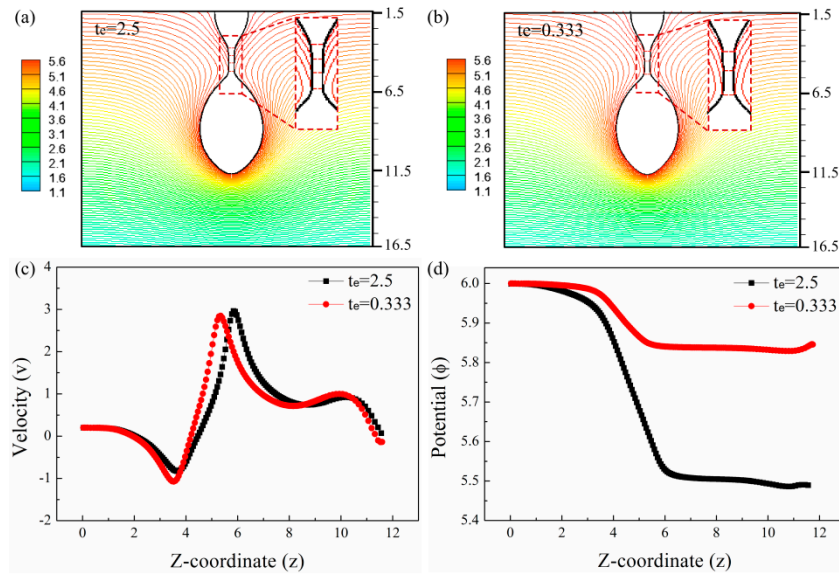 (a)
te=2.5
5.6
5.1
4.6
4.1
3.6
3.1
2.6
2.1
1.6
1.1
1.5
6.5
11.5
16.5
(b)
te=0.333
5.6
5.1
4.6
4.1
3.6
3.1
2.6
2.1
1.6
1.1
1.5
6.5
11.5
16.5
(c)
te=2.5
te=0.333
4
3
2
1
0
-1
-2
Velocity (v)
0 2 4 6 8 10 12
Z-coordinate (z)
(d)
te=2.5
te=0.333
6.0
5.9
5.8
5.7
5.6
5.5
5.4
Potential (ϕ)
0 2 4 6 8 10 12
Z-coordinate (z)